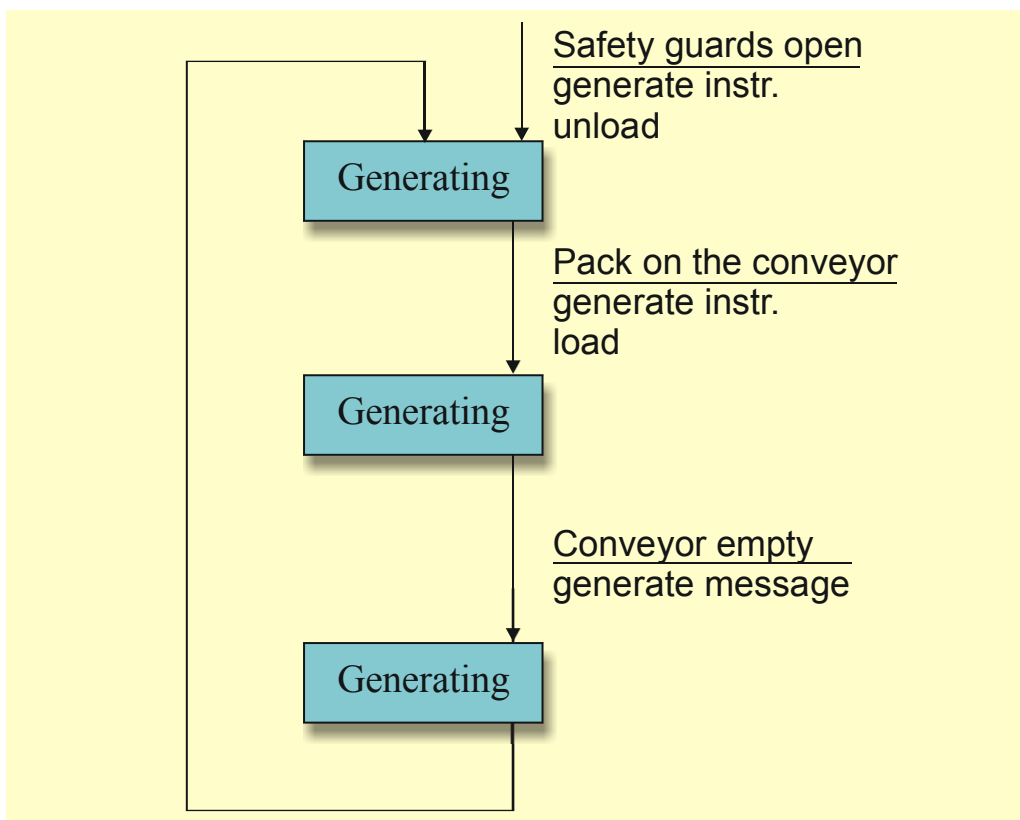 Safety guards open
generate instr.
unload
Generating
Pack on the conveyor
generate instr.
load
Generating
Conveyor empty
generate message
Generating